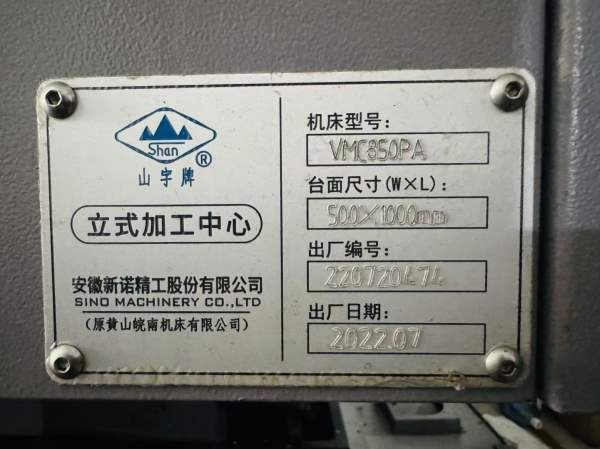 Shan
®
山字牌
立式加工中心
安徽新诺精工股份有限公司
SINO MACHINERY CO.,LTD
(原黄山皖南机床有限公司)
机床型号:
VMC850PA
台面尺寸(W×L):
500×1000mm
出厂编号:
220720474
出厂日期:
2022.07